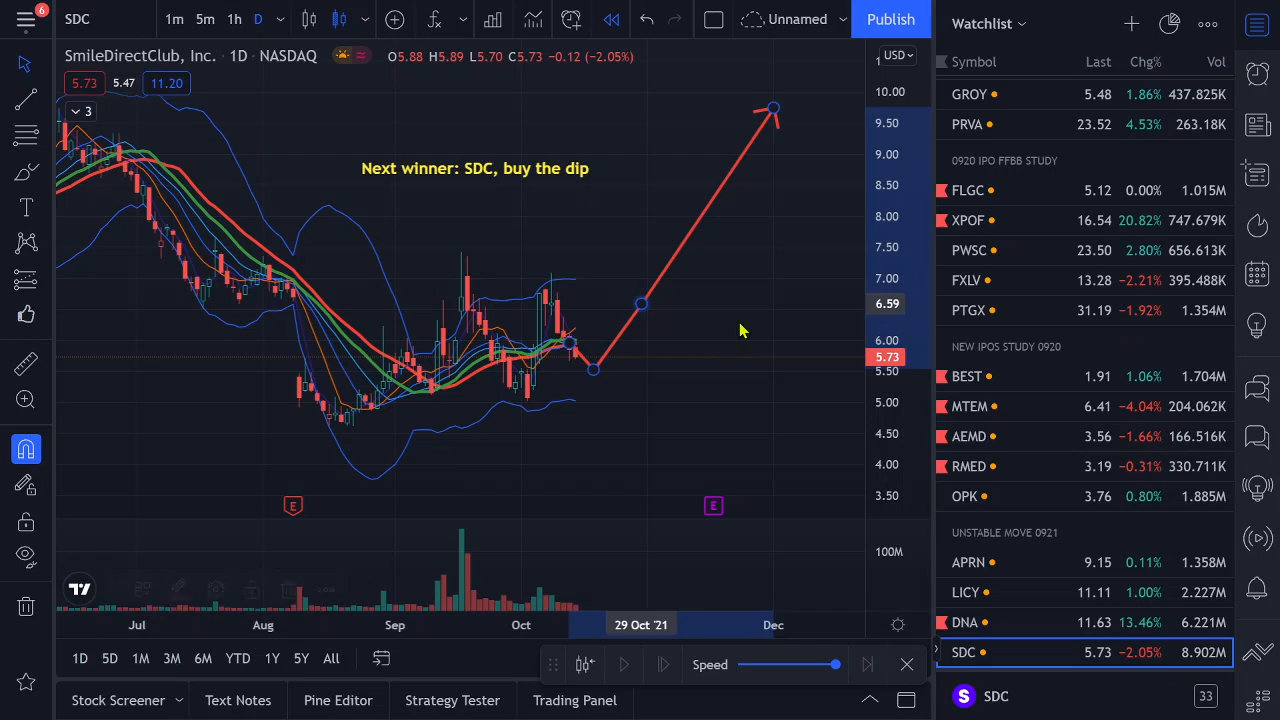 6
SDC
1m 5m 1h D
Unnamed
Publish
Watchlist
SmileDirectClub, Inc. · 1D · NASDAQ
O5.88 H5.89 L5.70 C5.73 −0.12 (−2.05%)
USD
5.73 5.47 11.20
3
Next winner: SDC, buy the dip
10.00
9.50
9.00
8.50
8.00
7.50
7.00
6.59
6.00
5.73
5.50
5.00
4.50
4.00
3.50
100M
E
E
Jul Aug Sep Oct 29 Oct '21 Dec
1D 5D 1M 3M 6M YTD 1Y 5Y All
Speed
Stock Screener Text Notes Pine Editor Strategy Tester Trading Panel
Symbol Last Chg% Vol
GROY 5.48 1.86% 437.825K
PRVA 23.52 4.53% 263.18K
0920 IPO FFBB STUDY
FLGC 5.12 0.00% 1.015M
XPOF 16.54 20.82% 747.679K
PWSC 23.50 2.80% 656.613K
FXLV 13.28 −2.21% 395.488K
PTGX 31.19 −1.92% 1.354M
NEW IPOS STUDY 0920
BEST 1.91 1.06% 1.704M
MTEM 6.41 −4.04% 204.062K
AEMD 3.56 −1.66% 166.516K
RMED 3.19 −0.31% 330.711K
OPK 3.76 0.80% 1.885M
UNSTABLE MOVE 0921
APRN 9.15 0.11% 1.358M
LICY 11.11 1.00% 2.227M
DNA 11.63 13.46% 6.221M
SDC 5.73 −2.05% 8.902M
S SDC 33